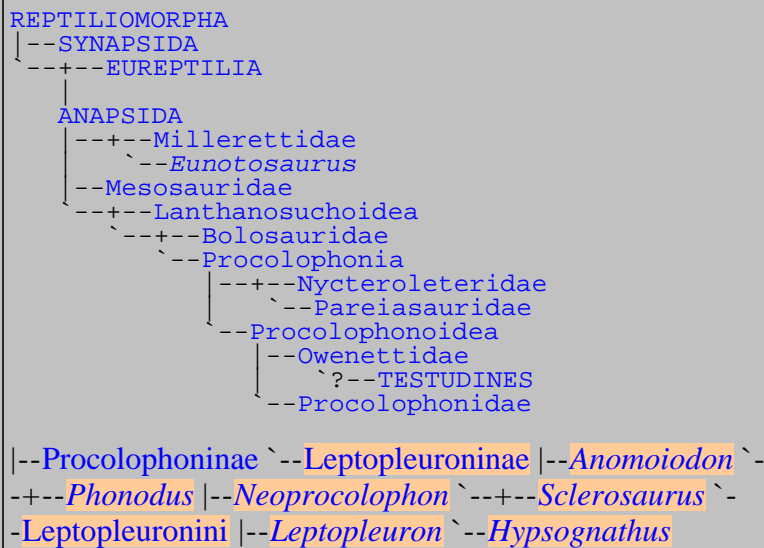 REPTILIOMORPHA
|--SYNAPSIDA
`--+--EUREPTILIA
   |
   ANAPSIDA
   |--+--Millerettidae
   |  `--Eunotosaurus
   |--Mesosauridae
   `--+--Lanthanosuchoidea
      `--+--Bolosauridae
         `--Procolophonia
            |--+--Nycteroleteridae
            |  `--Pareiasauridae
            `--Procolophonoidea
               |--Owenettidae
               |   `?--TESTUDINES
               `--Procolophonidae
|--Procolophoninae `--Leptopleuroninae |--Anomoiodon `-
-+--Phonodus |--Neoprocolophon `--+--Sclerosaurus `-
-Leptopleuronini |--Leptopleuron `--Hypsognathus